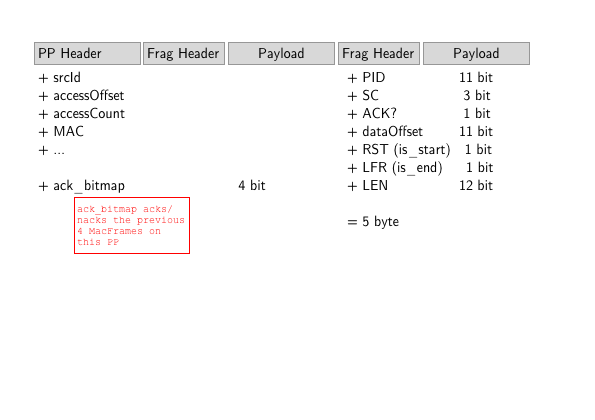 PP Header Frag Header Payload Frag Header Payload
+ srcId + PID 11 bit
+ accessOffset + SC 3 bit
+ accessCount + ACK? 1 bit
+ MAC + dataOffset 11 bit
+ ... + RST (is_start) 1 bit
+ LFR (is_end) 1 bit
+ ack_bitmap 4 bit + LEN 12 bit
ack_bitmap acks/
nacks the previous
4 MacFrames on
this PP
= 5 byte